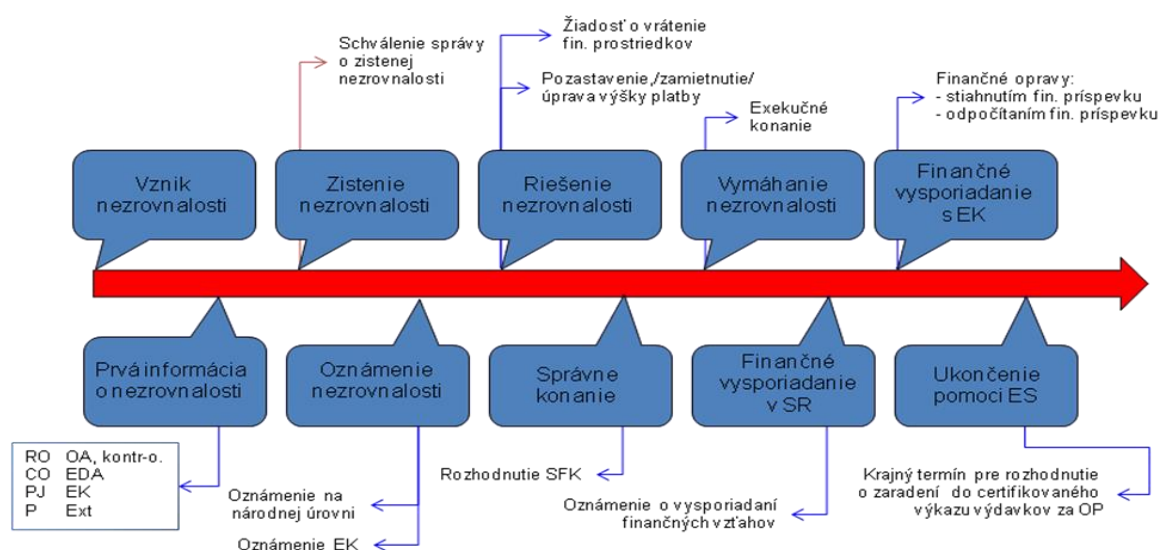 Schválenie správy
o zistenej
nezrovnalosti
Žiadosť o vrátenie
fin. prostriedkov
Pozastavenie,/zamietnutie/
úprava výšky platby
Exekučné
konanie
Finančné opravy:
- stiahnutím fin. príspevku
- odpočítaním fin. príspevku
Vznik
nezrovnalosti
Zistenie
nezrovnalosti
Riešenie
nezrovnalosti
Vymáhanie
nezrovnalosti
Finančné
vysporiadanie
s EK
Prvá informácia
o nezrovnalosti
Oznámenie
nezrovnalosti
Správne
konanie
Finančné
vysporiadanie
v SR
Ukončenie
pomoci ES
RO OA, kontr-o.
CO EDA
PJ EK
P Ext
Oznámenie na
národnej úrovni
Oznámenie EK
Rozhodnutie SFK
Oznámenie o vysporiadaní
finančných vzťahov
Krajný termín pre rozhodnutie
o zaradení do certifikovaného
výkazu výdavkov za OP